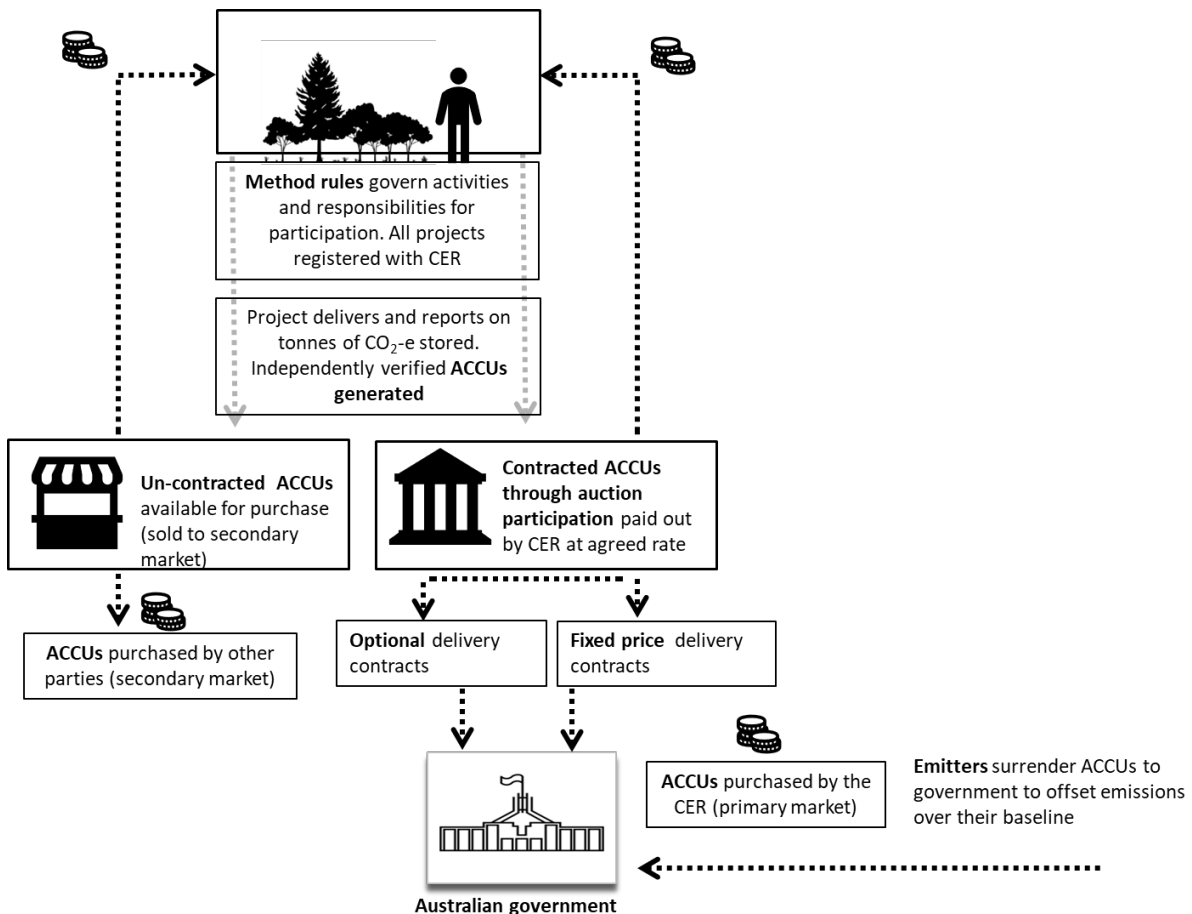 Method rules govern activities
and responsibilities for
participation. All projects
registered with CER
Project delivers and reports on
tonnes of CO₂-e stored.
Independently verified ACCUs
generated
Un-contracted ACCUs
available for purchase
(sold to secondary
market)
Contracted ACCUs
through auction
participation paid out
by CER at agreed rate
ACCUs purchased by other
parties (secondary market)
Optional delivery
contracts
Fixed price delivery
contracts
ACCUs purchased by the
CER (primary market)
Emitters surrender ACCUs to
government to offset emissions
over their baseline
Australian government